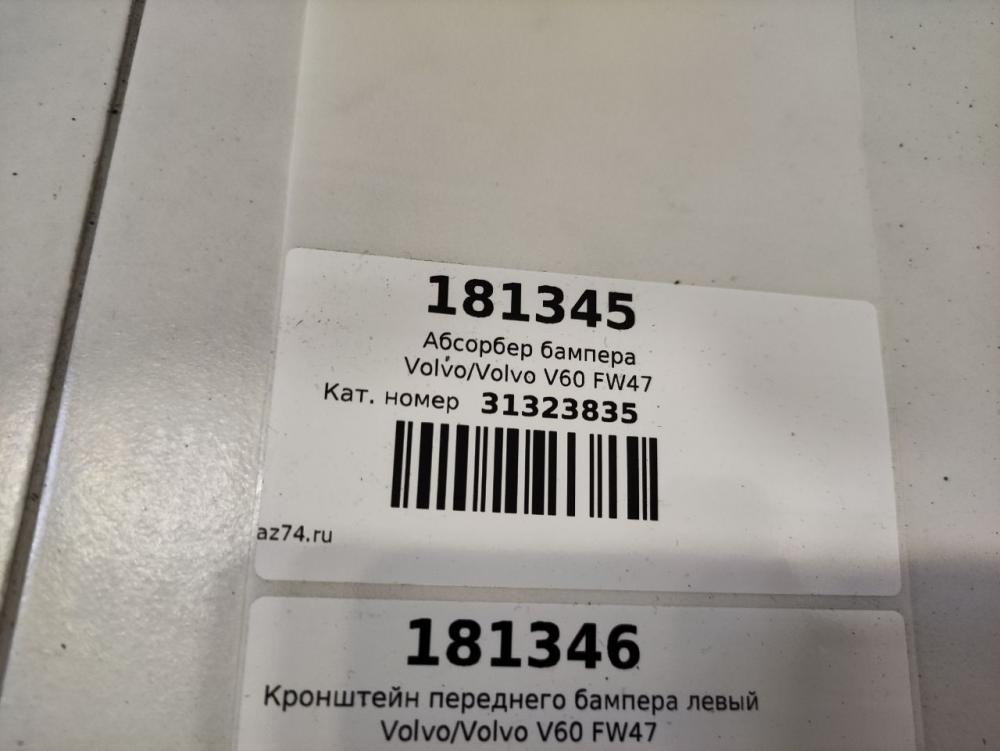 181345
Абсорбер бампера
Volvo/Volvo V60 FW47
Кат. номер 31323835
az74.ru
181346
Кронштейн переднего бампера левый
Volvo/Volvo V60 FW47